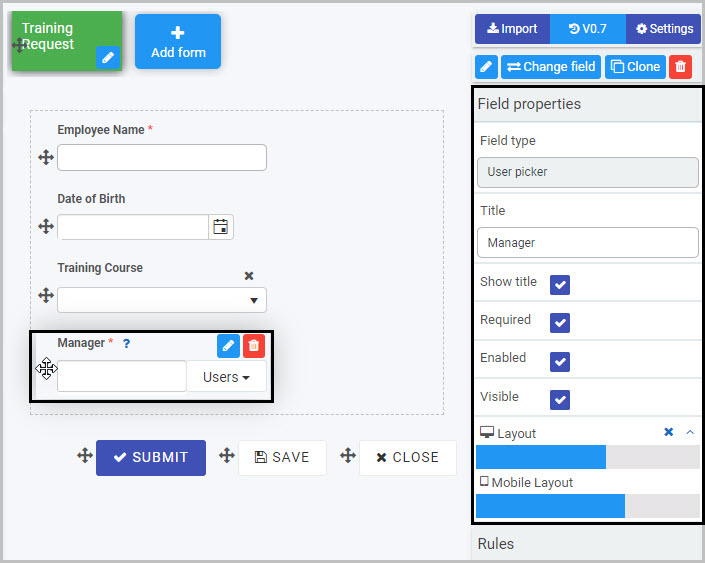 Training
Request
Add form
Import
V0.7
Settings
Change field
Clone
Field properties
Field type
User picker
Title
Manager
Show title
Required
Enabled
Visible
Layout
Mobile Layout
Rules
Employee Name *
Date of Birth
Training Course
Manager * ?
Users
SUBMIT
SAVE
CLOSE